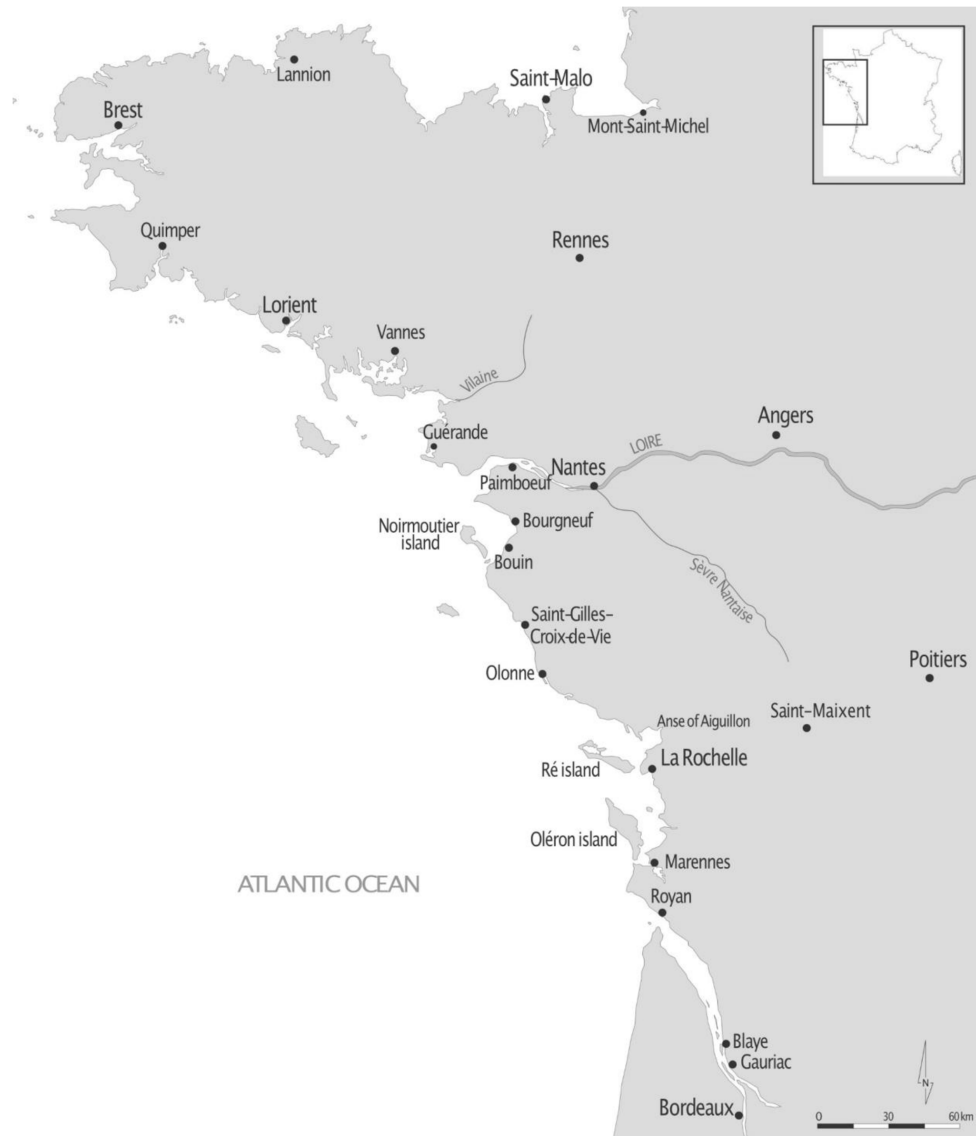 Lannion
Saint-Malo
Brest
Mont-Saint-Michel
Quimper
Rennes
Lorient
Vannes
Vilaine
Angers
Guérande
LOIRE
Nantes
Paimboeuf
Noirmoutier
island
Bourgneuf
Bouin
Sèvre Nantaise
Saint-Gilles-
Croix-de-Vie
Poitiers
Olonne
Saint-Maixent
Anse of Aiguillon
La Rochelle
Ré island
Oléron island
Marennes
ATLANTIC OCEAN
Royan
Blaye
Gauriac
N
Bordeaux
0 30 60 km